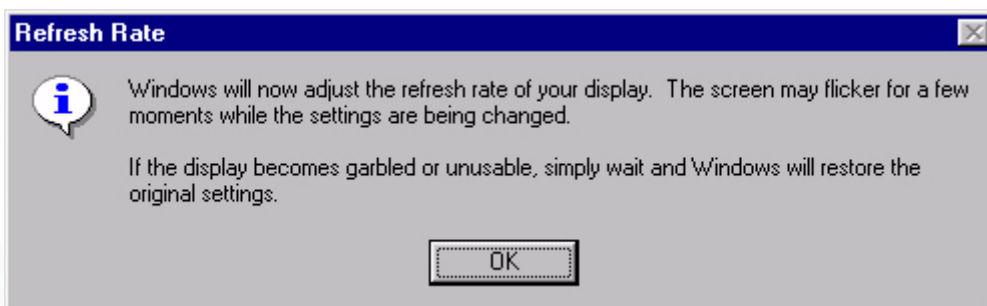 Refresh Rate
Windows will now adjust the refresh rate of your display.  The screen may flicker for a few
moments while the settings are being changed.
If the display becomes garbled or unusable, simply wait and Windows will restore the
original settings.
OK